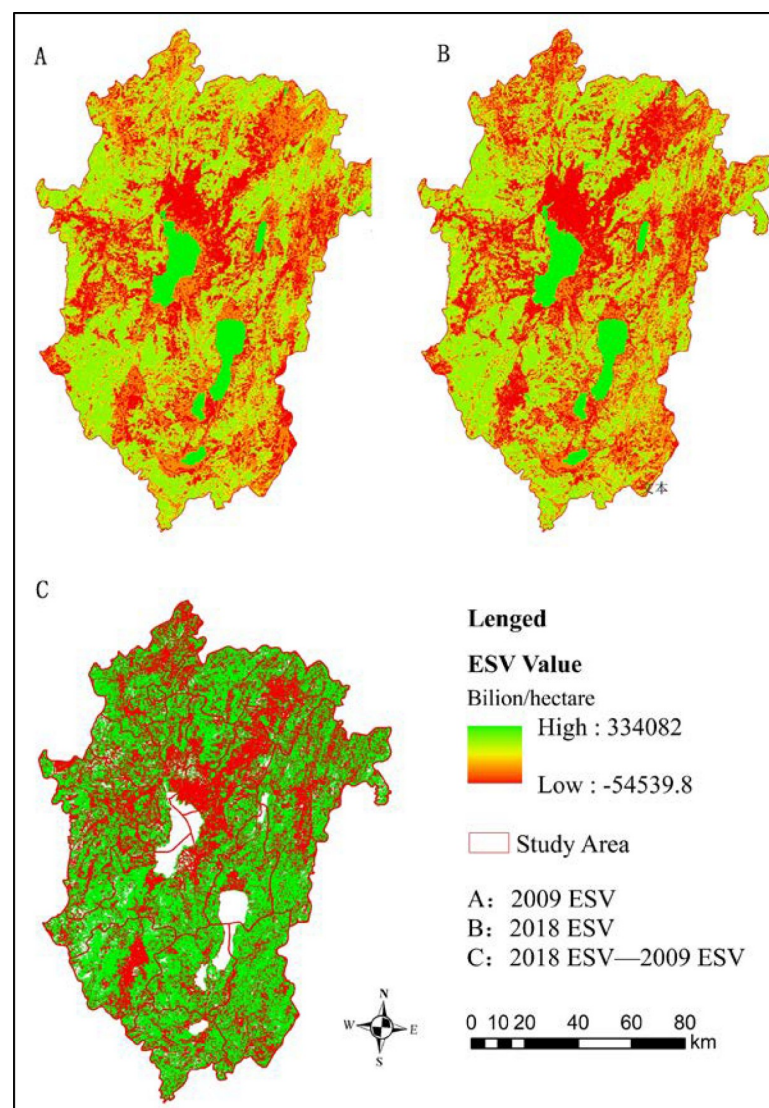 A
B
文本
C
Lenged
ESV Value
Bilion/hectare
High : 334082
Low : -54539.8
Study Area
A: 2009 ESV
B: 2018 ESV
C: 2018 ESV—2009 ESV
N
W E
S
0 10 20 40 60 80
km